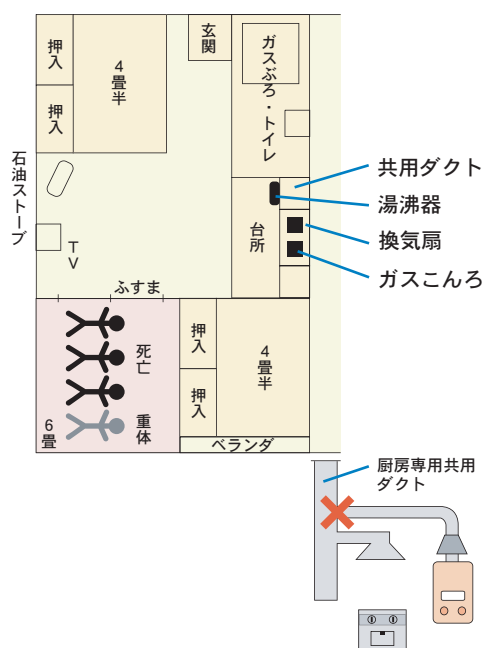 押入
4畳半
押入
玄関
ガスぶろ・トイレ
石油ストーブ
TV
台所
共用ダクト
湯沸器
換気扇
ガスこんろ
ふすま
死亡
重体
6畳
押入
押入
4畳半
ベランダ
厨房専用共用
ダクト